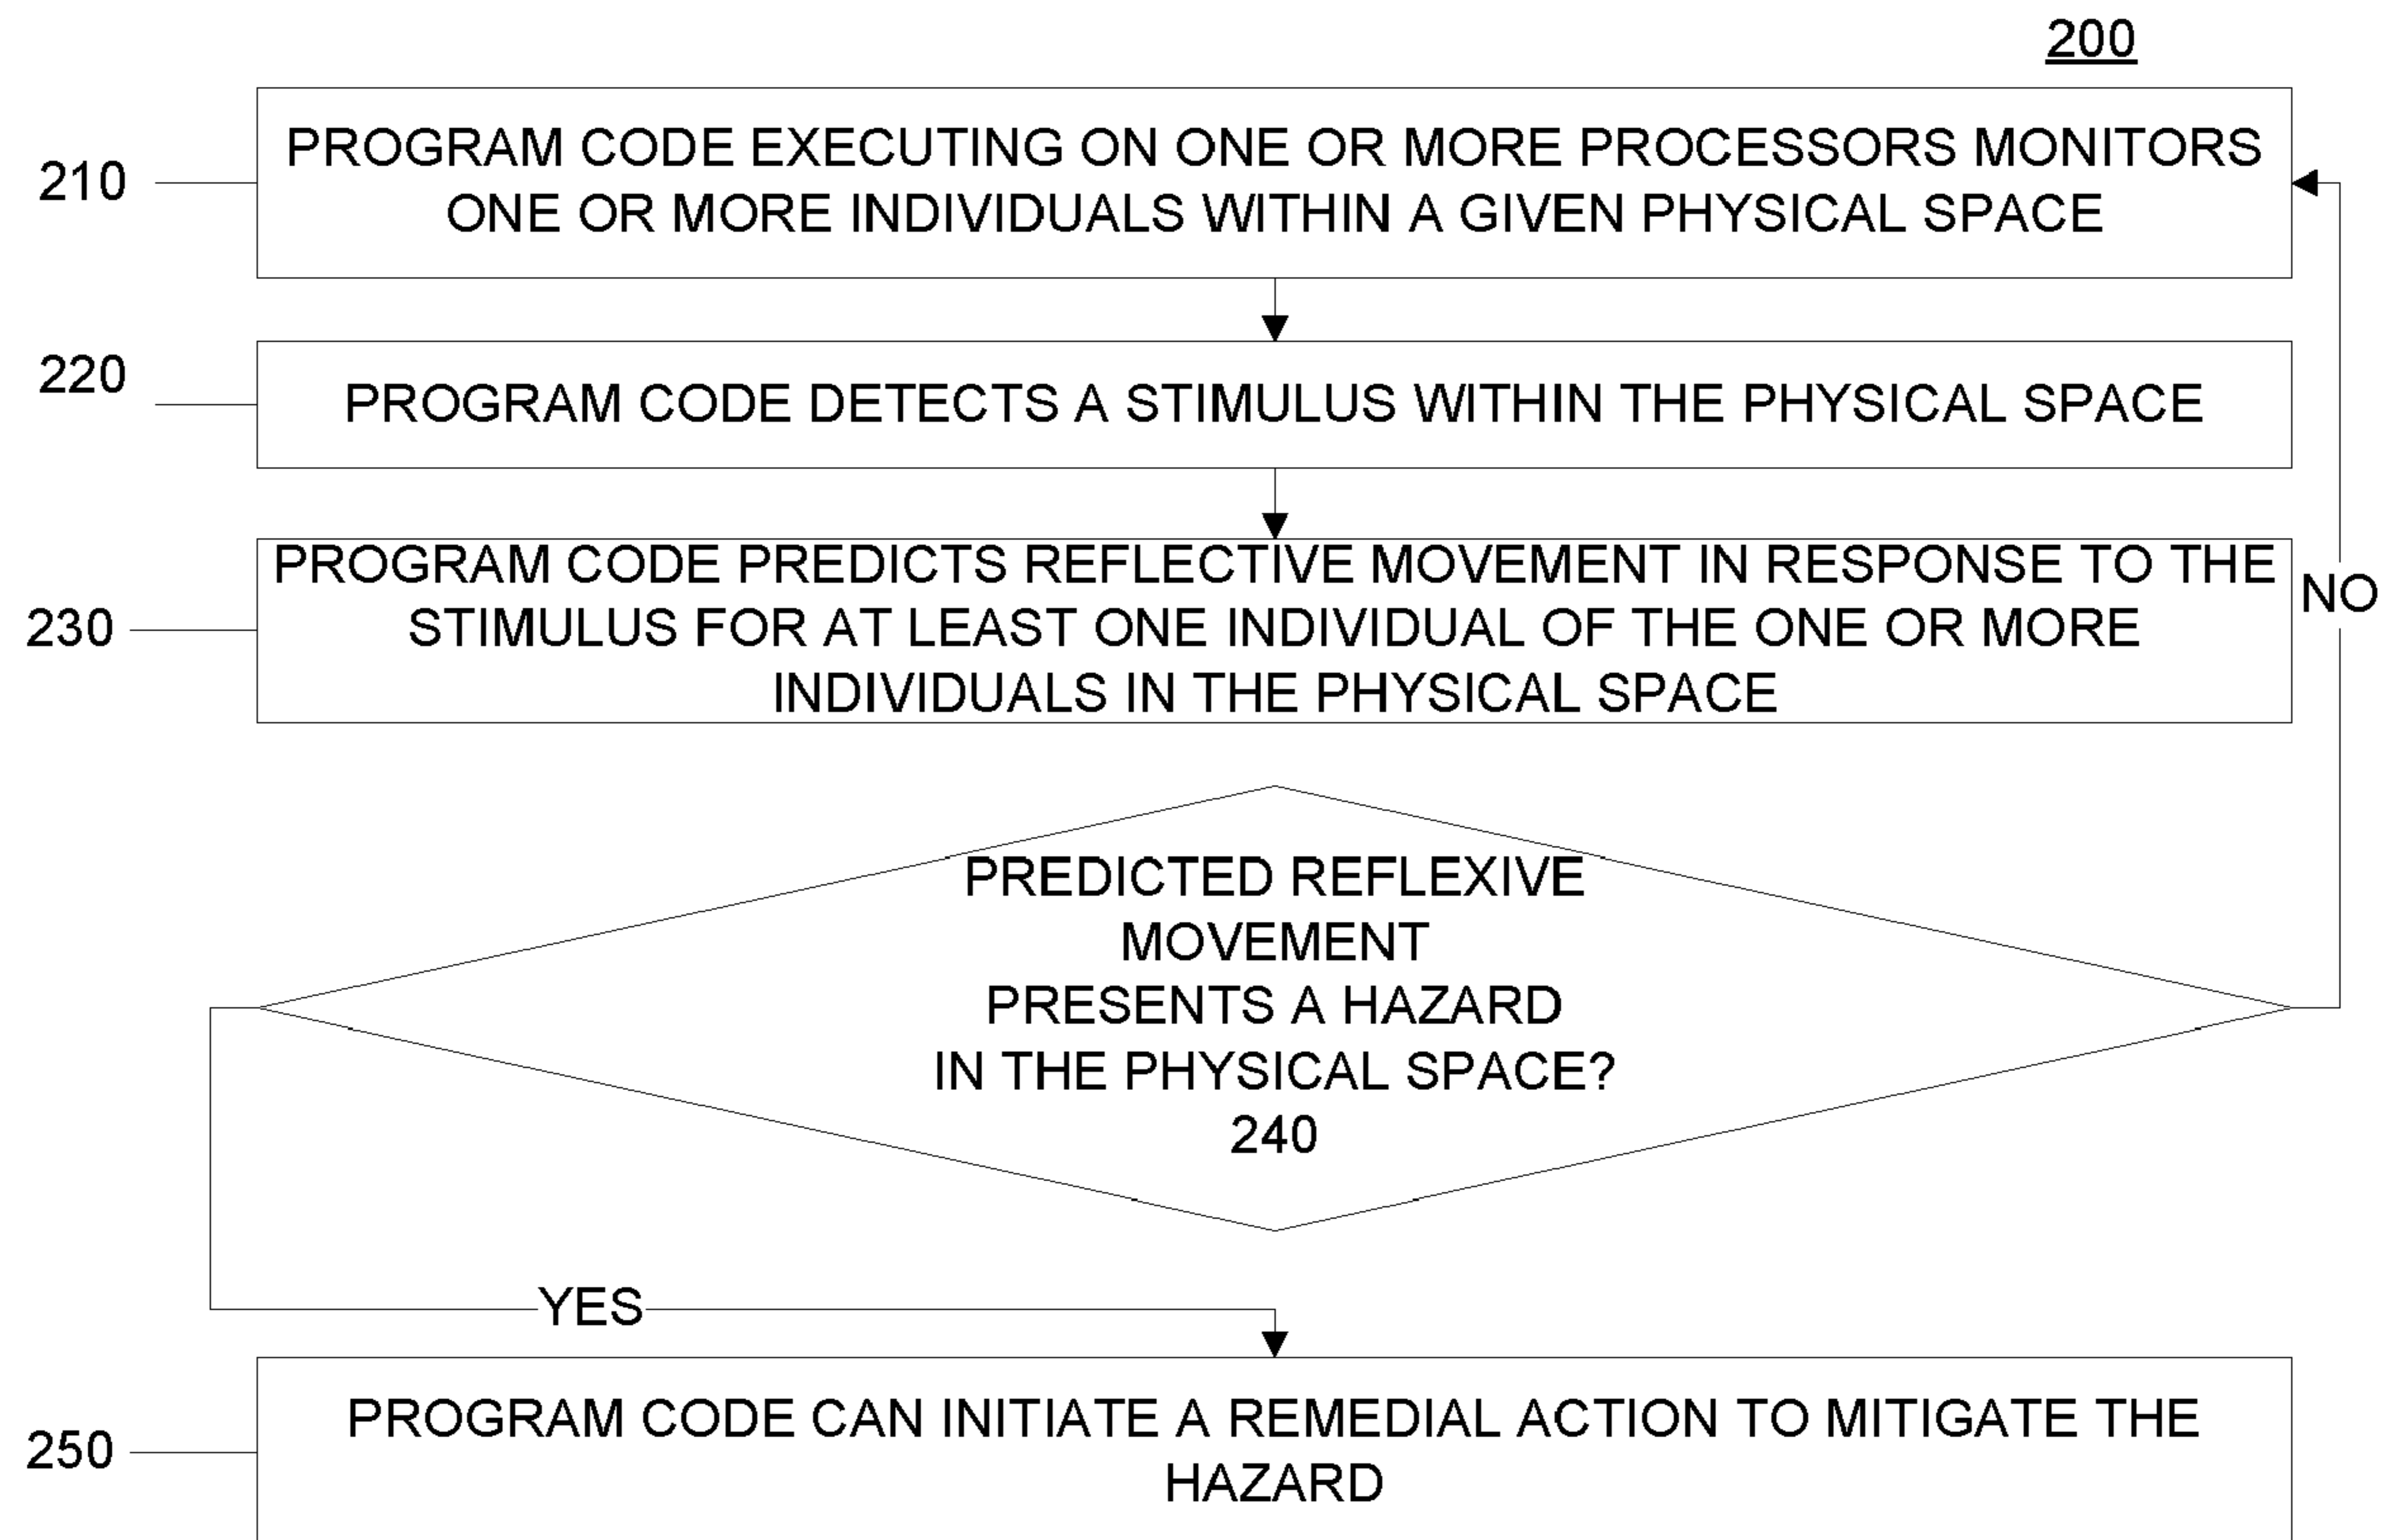 200
210
PROGRAM CODE EXECUTING ON ONE OR MORE PROCESSORS MONITORS
ONE OR MORE INDIVIDUALS WITHIN A GIVEN PHYSICAL SPACE
220
PROGRAM CODE DETECTS A STIMULUS WITHIN THE PHYSICAL SPACE
230
PROGRAM CODE PREDICTS REFLECTIVE MOVEMENT IN RESPONSE TO THE
STIMULUS FOR AT LEAST ONE INDIVIDUAL OF THE ONE OR MORE
INDIVIDUALS IN THE PHYSICAL SPACE
NO
PREDICTED REFLEXIVE
MOVEMENT
PRESENTS A HAZARD
IN THE PHYSICAL SPACE?
240
YES
250
PROGRAM CODE CAN INITIATE A REMEDIAL ACTION TO MITIGATE THE
HAZARD